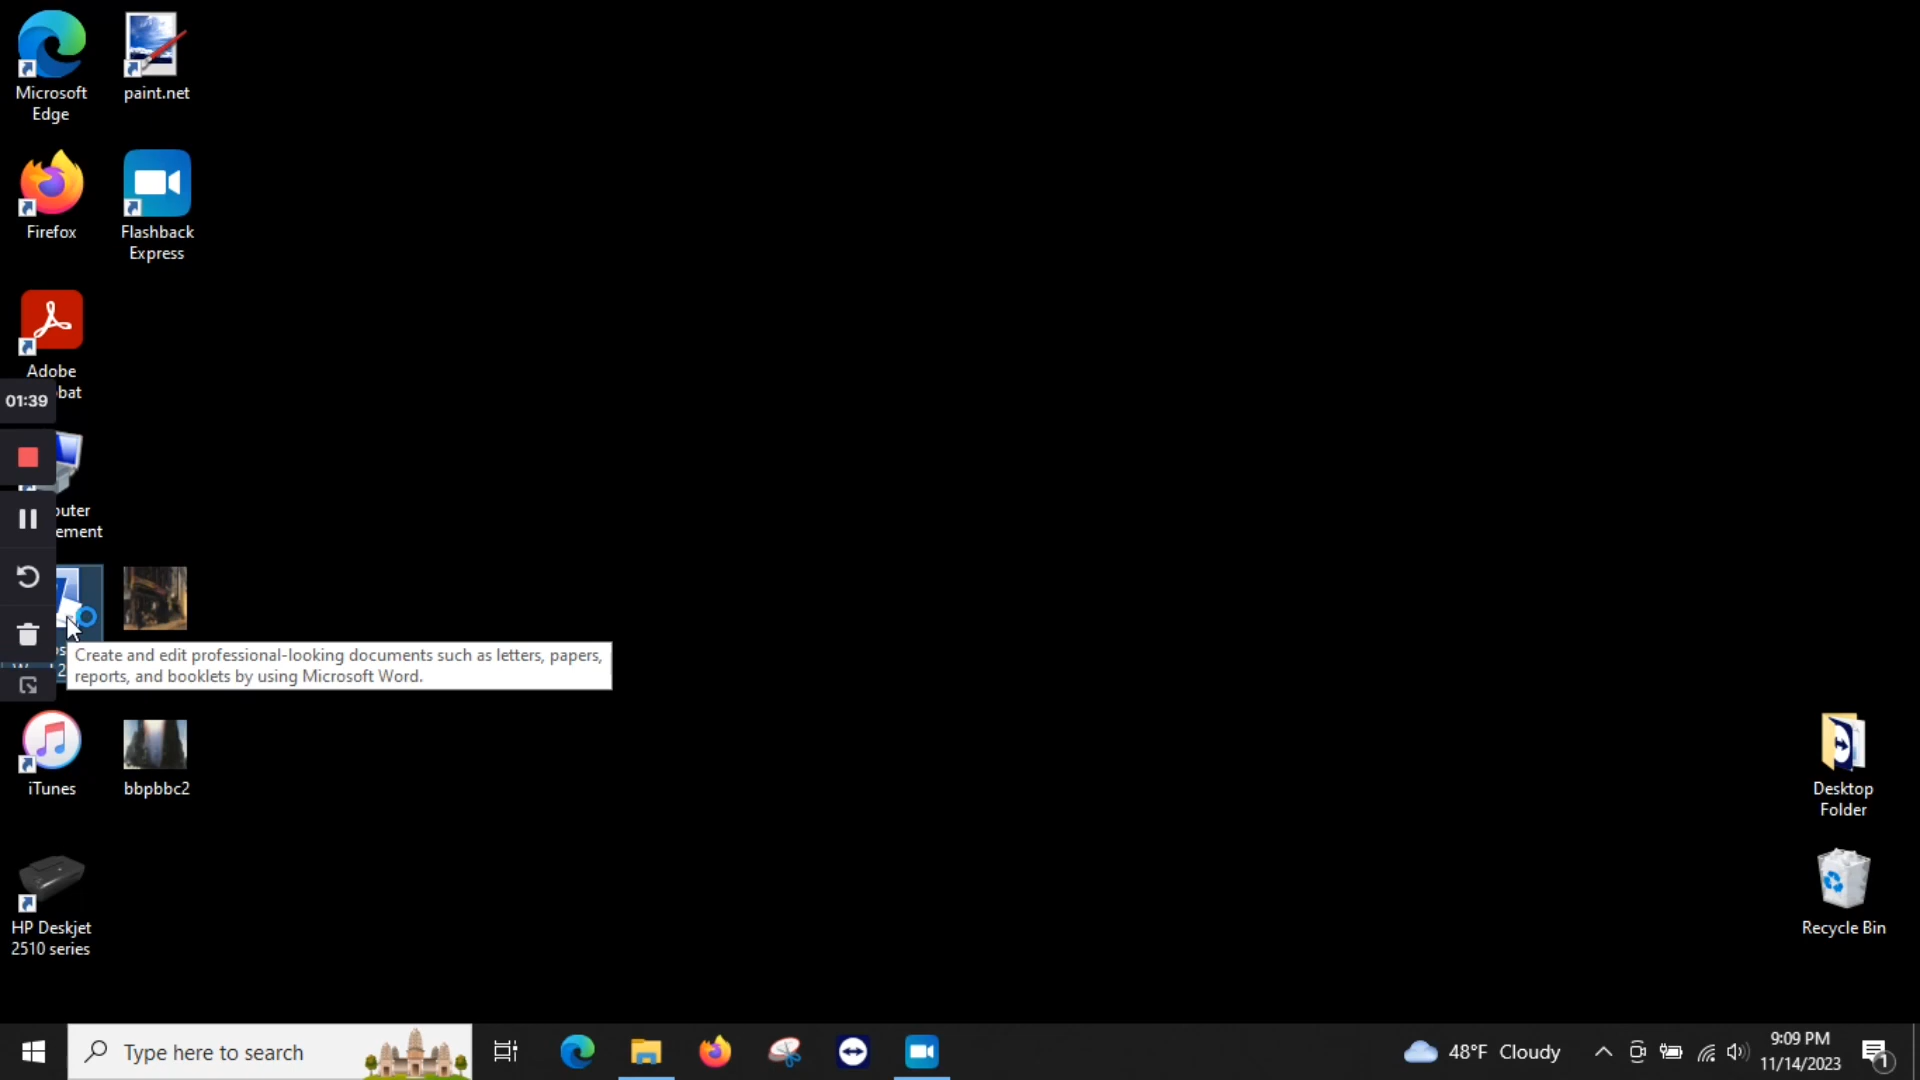 Microsoft
Edge
paint.net
Firefox
Flashback
Express
Adobe
bat
01:39
outer
ement
Create and edit professional-looking documents such as letters, papers,
reports, and booklets by using Microsoft Word.
iTunes
bbpbbc2
HP Deskjet
2510 series
Desktop
Folder
Recycle Bin
Type here to search
48°F Cloudy
9:09 PM
11/14/2023
1